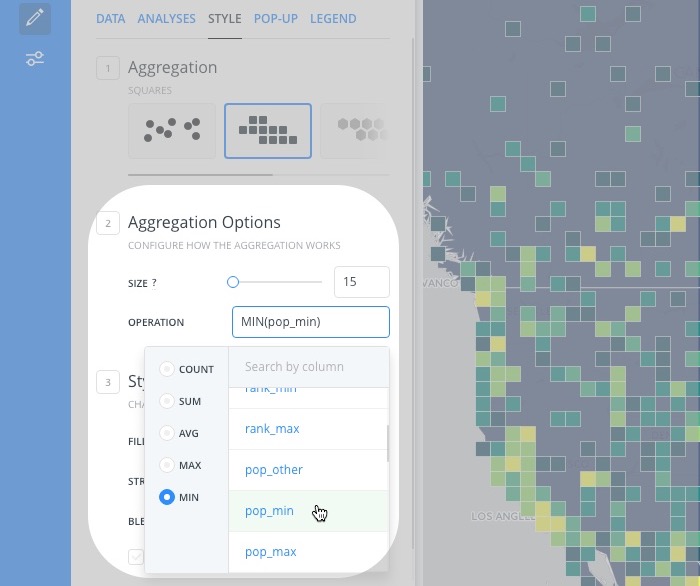 DATA ANALYSES STYLE POP-UP LEGEND
1 Aggregation
SQUARES
2 Aggregation Options
CONFIGURE HOW THE AGGREGATION WORKS
SIZE ? 15
OPERATION MIN(pop_min)
COUNT
SUM
AVG
MAX
MIN
Search by column
rank_min
rank_max
pop_other
pop_min
pop_max
3 Sty
CHA
FILL
STR
BLE
VANCO
LOS ANGEL